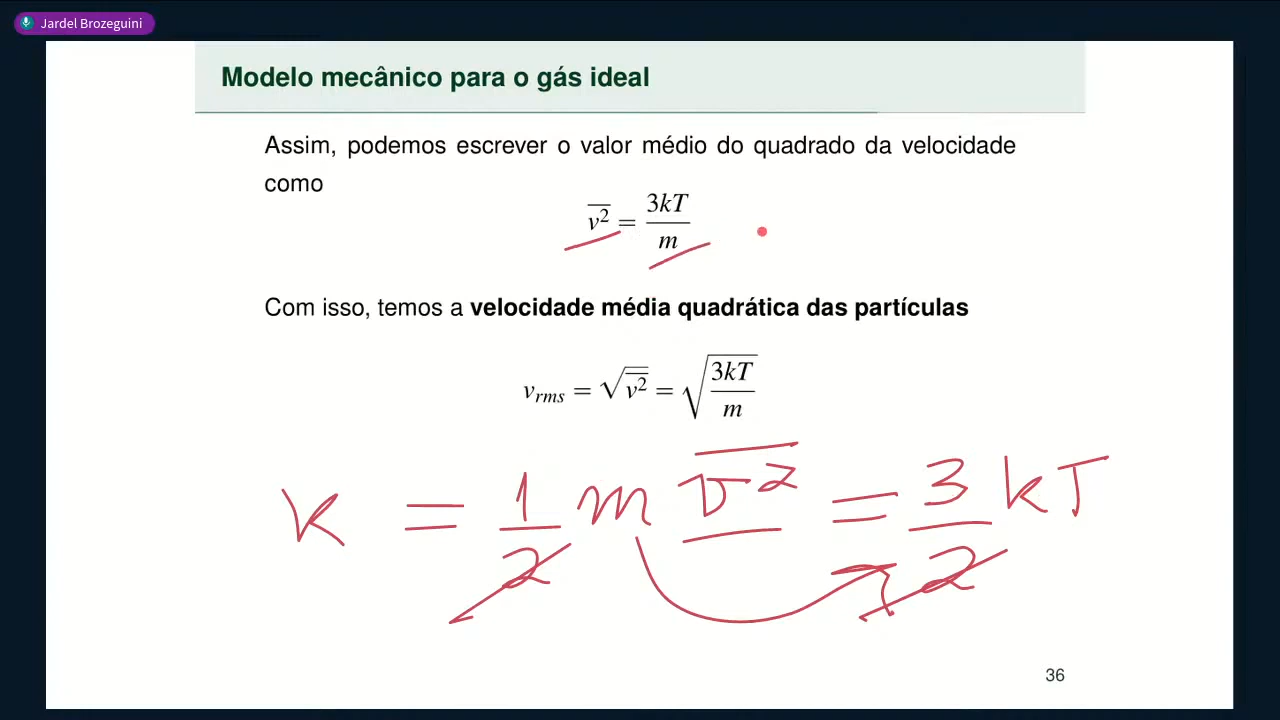 Jardel Brozeguini
Modelo mecânico para o gás ideal
Assim, podemos escrever o valor médio do quadrado da velocidade
como
v̅²̅ = 3kT/m
Com isso, temos a velocidade média quadrática das partículas
v_rms = √v̅²̅ = √(3kT/m)
K = 1/2 m v̅²̅ = 3/2 kT
36